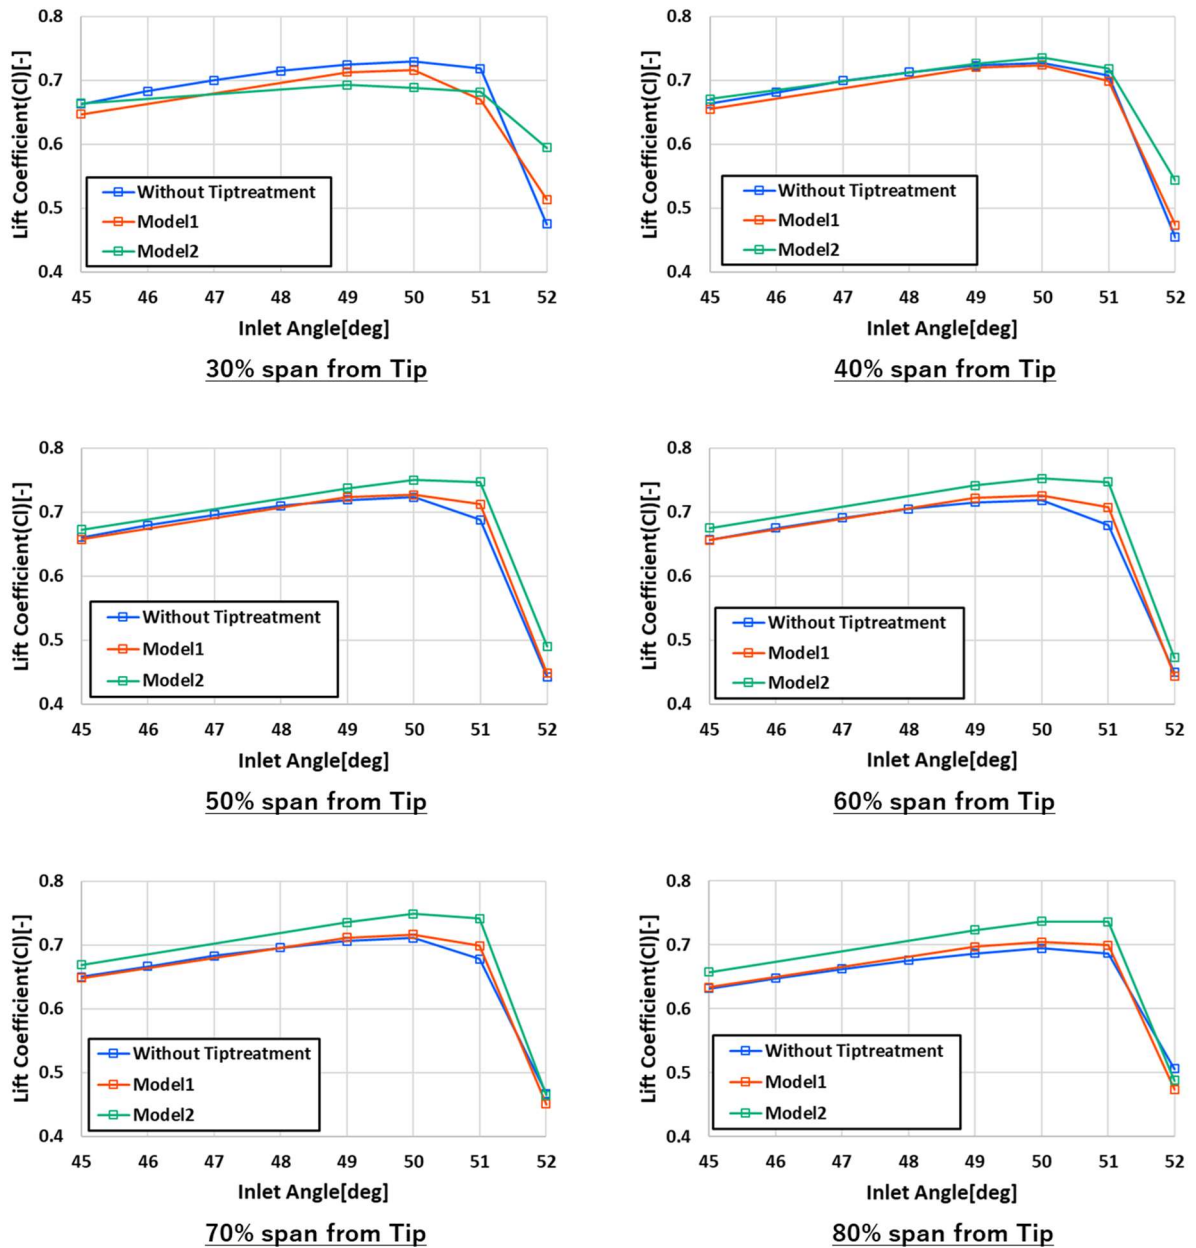 0.8
0.7
0.6
0.5
0.4
Lift Coefficient(Cl)[-]
Without Tiptreatment
Model1
Model2
45 46 47 48 49 50 51 52
Inlet Angle[deg]
30% span from Tip
0.8
0.7
0.6
0.5
0.4
Lift Coefficient(Cl)[-]
Without Tiptreatment
Model1
Model2
45 46 47 48 49 50 51 52
Inlet Angle[deg]
40% span from Tip
0.8
0.7
0.6
0.5
0.4
Lift Coefficient(Cl)[-]
Without Tiptreatment
Model1
Model2
45 46 47 48 49 50 51 52
Inlet Angle[deg]
50% span from Tip
0.8
0.7
0.6
0.5
0.4
Lift Coefficient(Cl)[-]
Without Tiptreatment
Model1
Model2
45 46 47 48 49 50 51 52
Inlet Angle[deg]
60% span from Tip
0.8
0.7
0.6
0.5
0.4
Lift Coefficient(Cl)[-]
Without Tiptreatment
Model1
Model2
45 46 47 48 49 50 51 52
Inlet Angle[deg]
70% span from Tip
0.8
0.7
0.6
0.5
0.4
Lift Coefficient(Cl)[-]
Without Tiptreatment
Model1
Model2
45 46 47 48 49 50 51 52
Inlet Angle[deg]
80% span from Tip